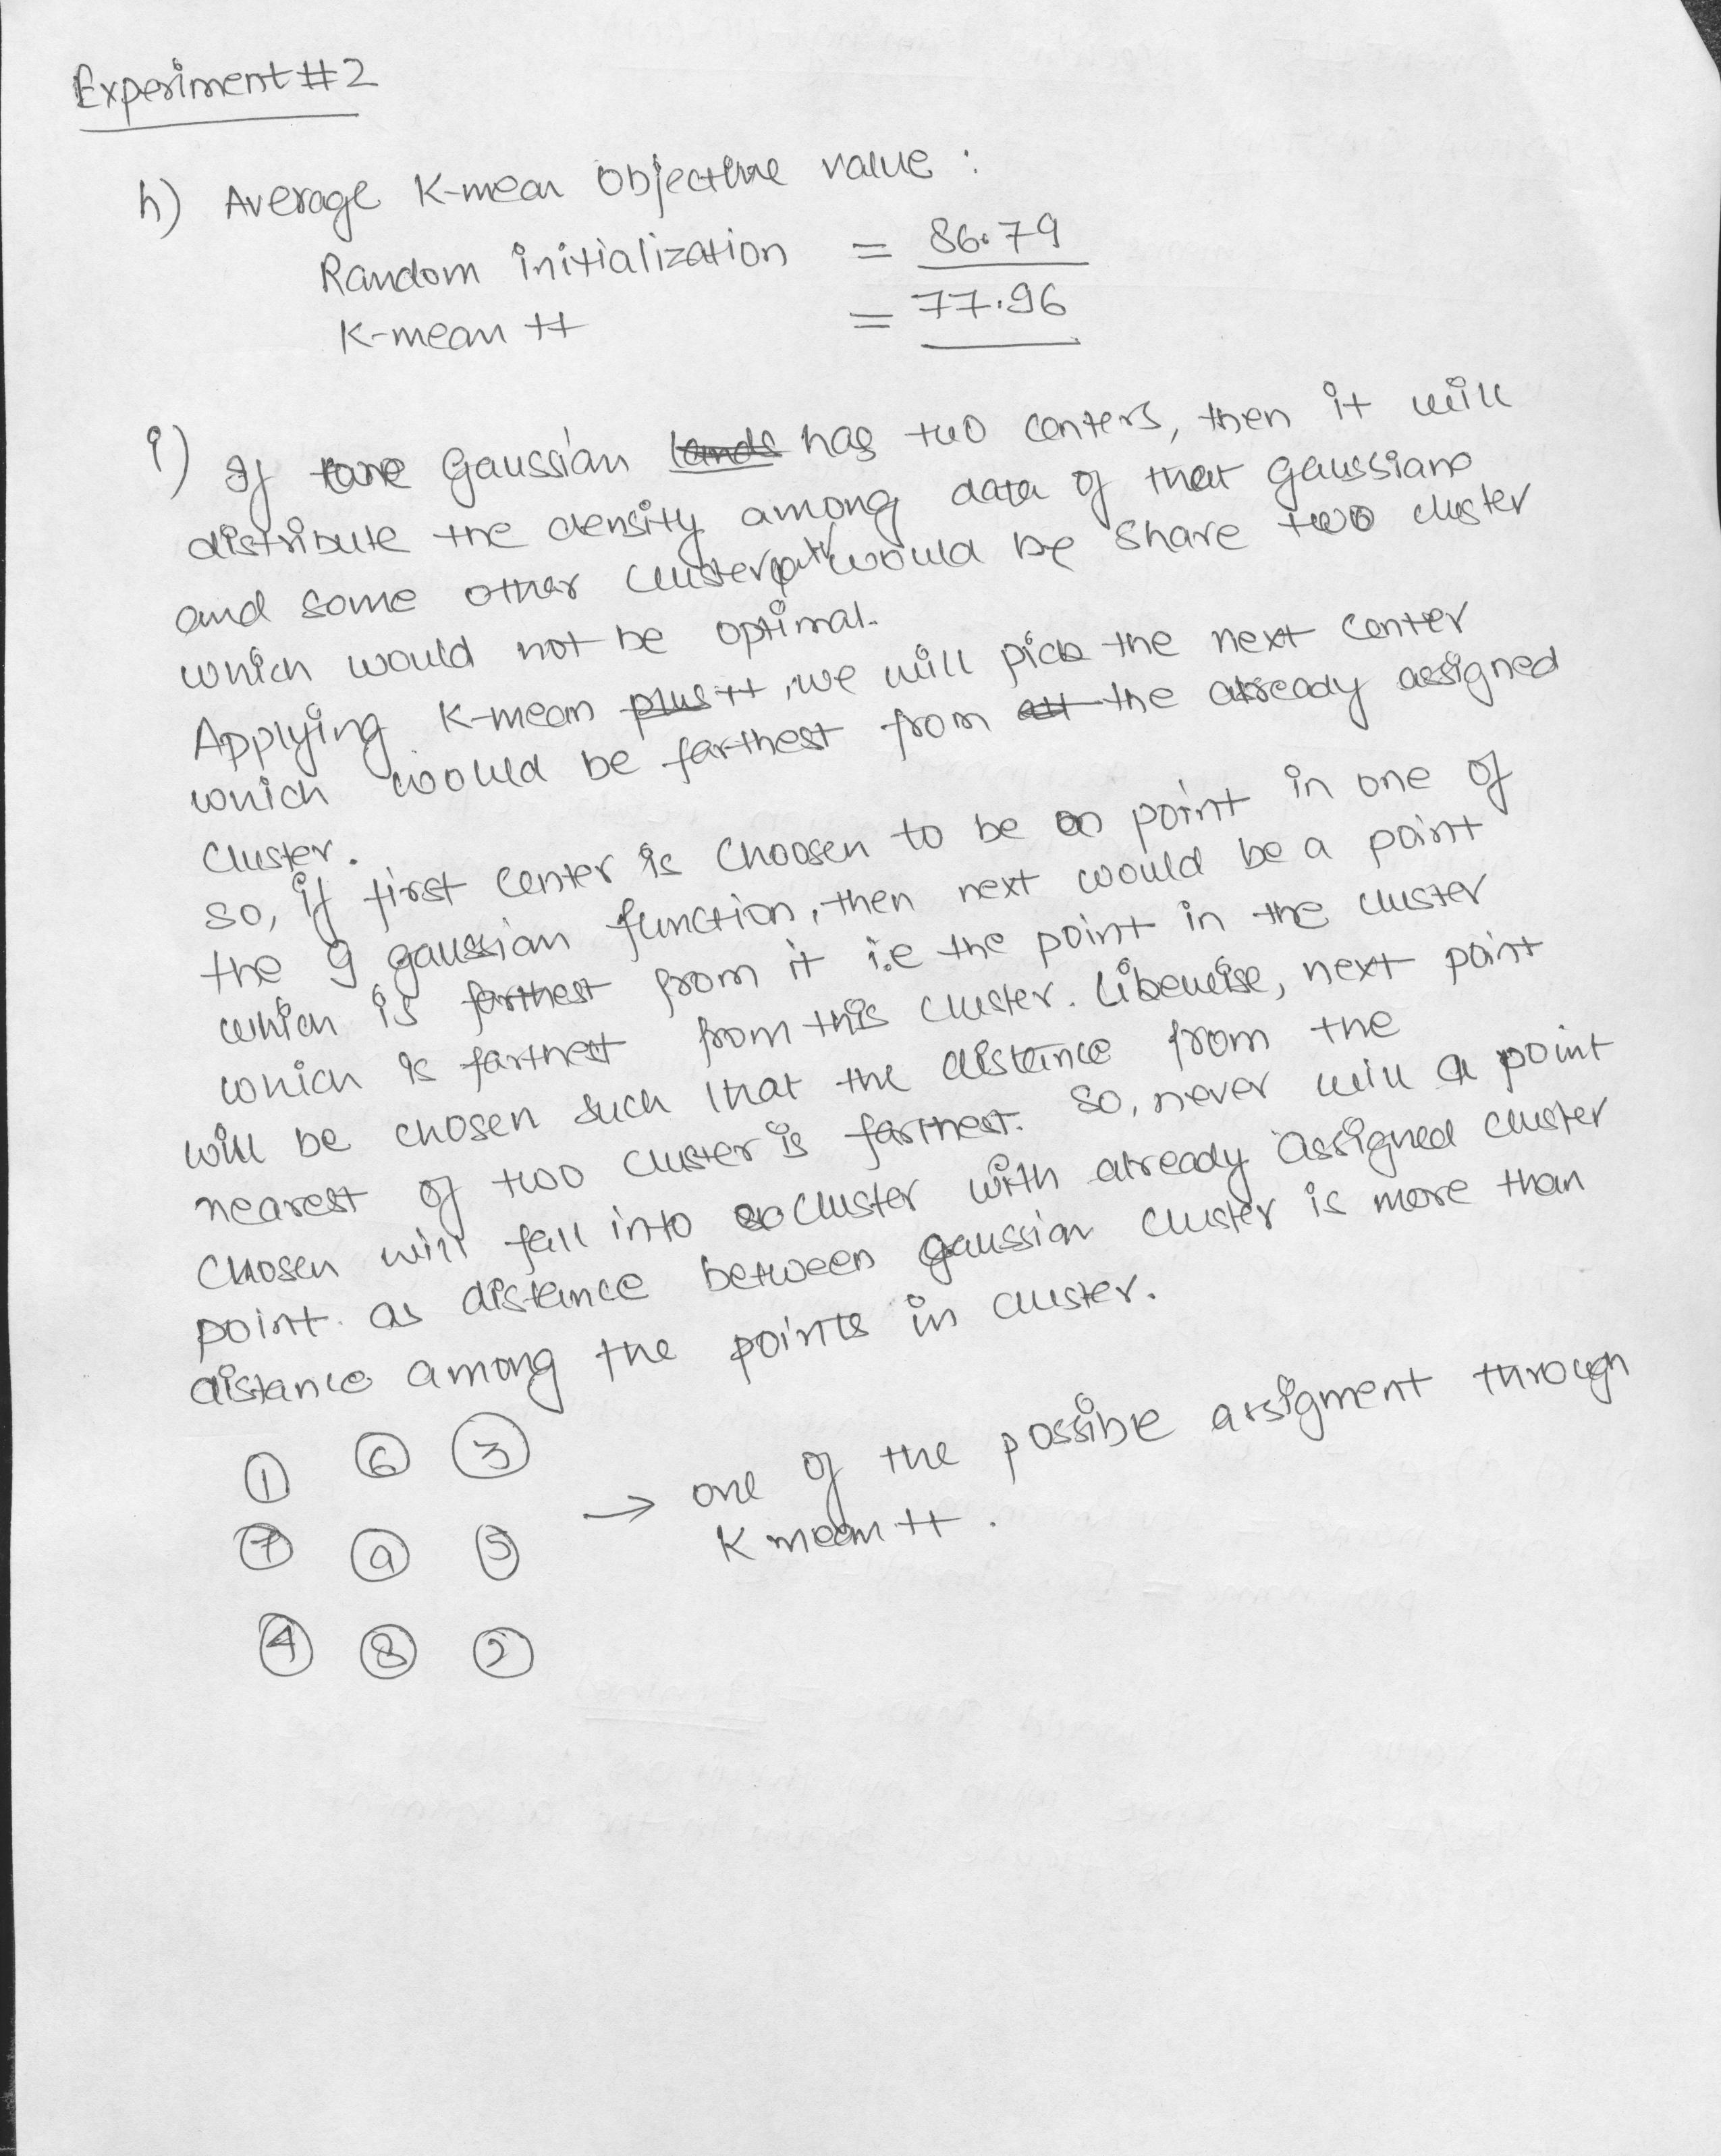 Experiment #2
h) Average K-mean Objective value :
Random initialization = 86.79
K-mean ++ = 77.96
i) If one Gaussian lands has two centers, then it will
distribute the density among data of that gaussian
and some other cluster pt would be share two cluster
which would not be optimal.
Applying K-mean plus ++, we will pick the next center
which would be farthest from all the already assigned
cluster.
so, if first center is choosen to be a point in one of
the 9 gaussian function, then next would be a point
which is farthest from it i.e the point in the cluster
which is farthest from this cluster. Likewise, next point
will be chosen such that the distance from the
nearest of two cluster is farthest. So, never will a point
chosen will fall into cluster with already assigned cluster
point. as distance between gaussian cluster is more than
distance among the points in cluster.
1 6 3
7 9 5 → one of the possible assigment through
K mean ++.
4 8 2